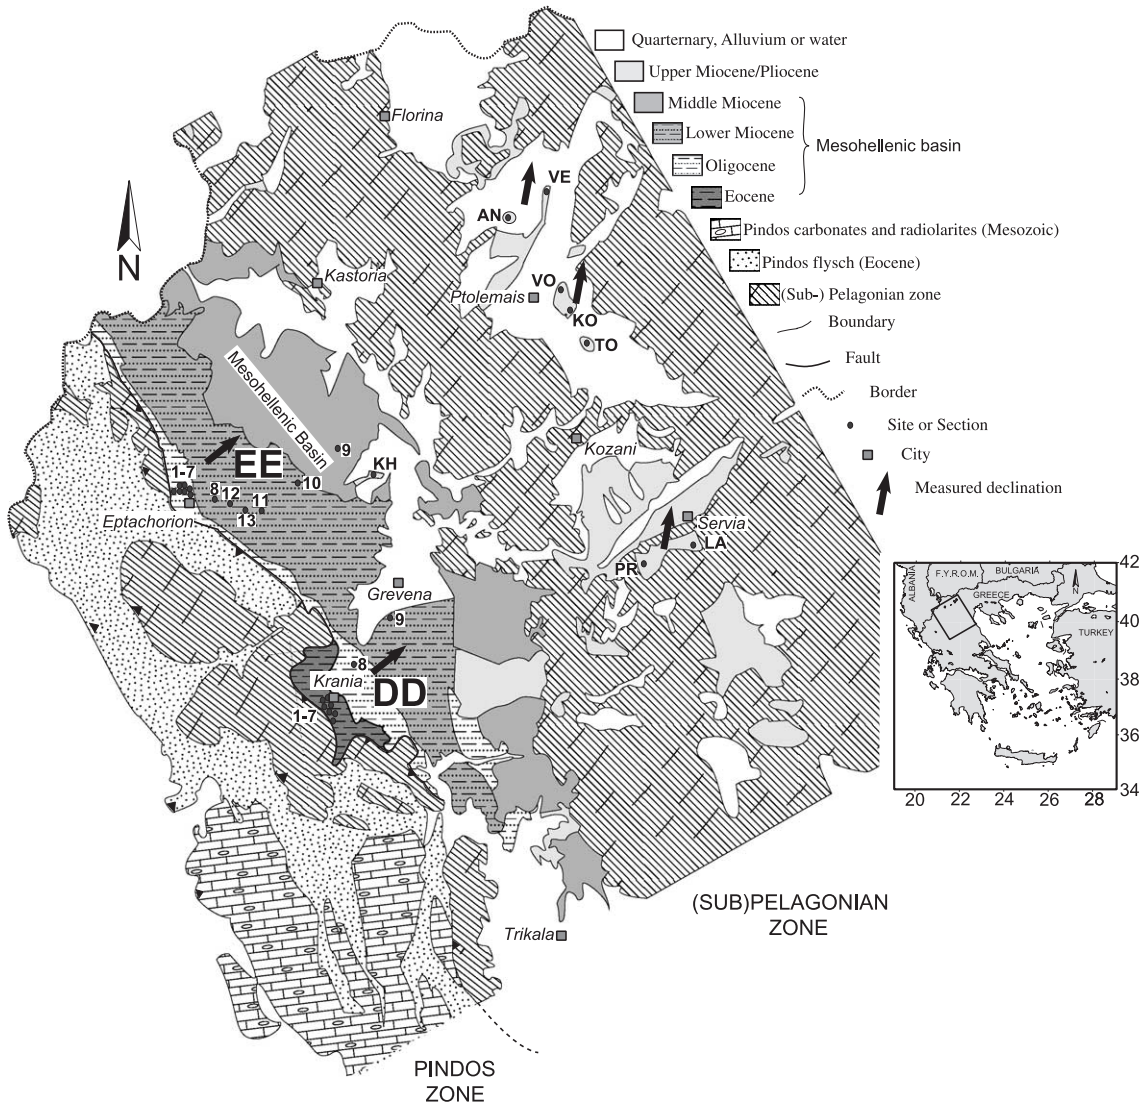 Quarternary, Alluvium or water
Upper Miocene/Pliocene
Middle Miocene
Lower Miocene
Mesohellenic basin
Oligocene
Eocene
Pindos carbonates and radiolarites (Mesozoic)
Pindos flysch (Eocene)
(Sub-) Pelagonian zone
Boundary
Fault
Border
Site or Section
City
Measured declination
N
Florina
VE
AN
Kastoria
Ptolemais
VO
KO
TO
Mesohellenic Basin
9
Kozani
EE
KH
1-7
10
8
12
11
13
Eptachorion
Servia
LA
PR
Grevena
9
8
Krania
DD
1-7
(SUB)PELAGONIAN
ZONE
Trikala
PINDOS
ZONE
ALBANIA
F.Y.R.O.M.
BULGARIA
GREECE
N
TURKEY
42
40
38
36
34
20
22
24
26
28